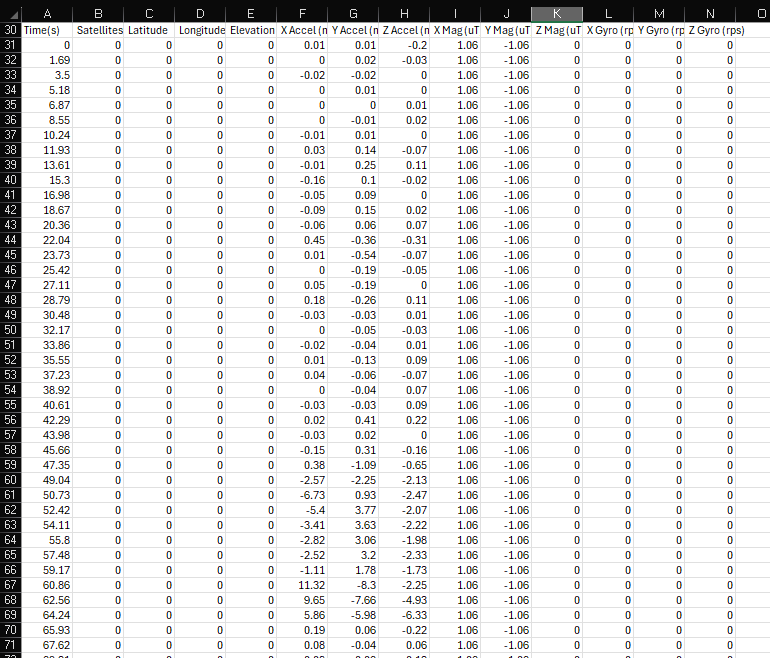 A B C D E F G H I J K L M N O
30 Time(s) Satellites Latitude Longitude Elevation X Accel (n Y Accel (n Z Accel (n X Mag (uT Y Mag (uT Z Mag (uT X Gyro (rp Y Gyro (rp Z Gyro (rps)
31 0 0 0 0 0 0.01 0.01 -0.2 1.06 -1.06 0 0 0 0
32 1.69 0 0 0 0 0 0.02 -0.03 1.06 -1.06 0 0 0 0
33 3.5 0 0 0 0 -0.02 -0.02 0 1.06 -1.06 0 0 0 0
34 5.18 0 0 0 0 0 0.01 0 1.06 -1.06 0 0 0 0
35 6.87 0 0 0 0 0 0 0.01 1.06 -1.06 0 0 0 0
36 8.55 0 0 0 0 0 -0.01 0.02 1.06 -1.06 0 0 0 0
37 10.24 0 0 0 0 -0.01 0.01 0 1.06 -1.06 0 0 0 0
38 11.93 0 0 0 0 0.03 0.14 -0.07 1.06 -1.06 0 0 0 0
39 13.61 0 0 0 0 -0.01 0.25 0.11 1.06 -1.06 0 0 0 0
40 15.3 0 0 0 0 -0.16 0.1 -0.02 1.06 -1.06 0 0 0 0
41 16.98 0 0 0 0 -0.05 0.09 0 1.06 -1.06 0 0 0 0
42 18.67 0 0 0 0 -0.09 0.15 0.02 1.06 -1.06 0 0 0 0
43 20.36 0 0 0 0 -0.06 0.06 0.07 1.06 -1.06 0 0 0 0
44 22.04 0 0 0 0 0.45 -0.36 -0.31 1.06 -1.06 0 0 0 0
45 23.73 0 0 0 0 0.01 -0.54 -0.07 1.06 -1.06 0 0 0 0
46 25.42 0 0 0 0 0 -0.19 -0.05 1.06 -1.06 0 0 0 0
47 27.11 0 0 0 0 0.05 -0.19 0 1.06 -1.06 0 0 0 0
48 28.79 0 0 0 0 0.18 -0.26 0.11 1.06 -1.06 0 0 0 0
49 30.48 0 0 0 0 -0.03 -0.03 0.01 1.06 -1.06 0 0 0 0
50 32.17 0 0 0 0 0 -0.05 -0.03 1.06 -1.06 0 0 0 0
51 33.86 0 0 0 0 -0.02 -0.04 0.01 1.06 -1.06 0 0 0 0
52 35.55 0 0 0 0 0.01 -0.13 0.09 1.06 -1.06 0 0 0 0
53 37.23 0 0 0 0 0.04 -0.06 -0.07 1.06 -1.06 0 0 0 0
54 38.92 0 0 0 0 0 -0.04 0.07 1.06 -1.06 0 0 0 0
55 40.61 0 0 0 0 -0.03 -0.03 0.09 1.06 -1.06 0 0 0 0
56 42.29 0 0 0 0 0.02 0.41 0.22 1.06 -1.06 0 0 0 0
57 43.98 0 0 0 0 -0.03 0.02 0 1.06 -1.06 0 0 0 0
58 45.66 0 0 0 0 -0.15 0.31 -0.16 1.06 -1.06 0 0 0 0
59 47.35 0 0 0 0 0.38 -1.09 -0.65 1.06 -1.06 0 0 0 0
60 49.04 0 0 0 0 -2.57 -2.25 -2.13 1.06 -1.06 0 0 0 0
61 50.73 0 0 0 0 -6.73 0.93 -2.47 1.06 -1.06 0 0 0 0
62 52.42 0 0 0 0 -5.4 3.77 -2.07 1.06 -1.06 0 0 0 0
63 54.11 0 0 0 0 -3.41 3.63 -2.22 1.06 -1.06 0 0 0 0
64 55.8 0 0 0 0 -2.82 3.06 -1.98 1.06 -1.06 0 0 0 0
65 57.48 0 0 0 0 -2.52 3.2 -2.33 1.06 -1.06 0 0 0 0
66 59.17 0 0 0 0 -1.11 1.78 -1.73 1.06 -1.06 0 0 0 0
67 60.86 0 0 0 0 11.32 -8.3 -2.25 1.06 -1.06 0 0 0 0
68 62.56 0 0 0 0 9.65 -7.66 -4.93 1.06 -1.06 0 0 0 0
69 64.24 0 0 0 0 5.86 -5.98 -6.33 1.06 -1.06 0 0 0 0
70 65.93 0 0 0 0 0.19 0.06 -0.22 1.06 -1.06 0 0 0 0
71 67.62 0 0 0 0 0.08 -0.04 0.06 1.06 -1.06 0 0 0 0